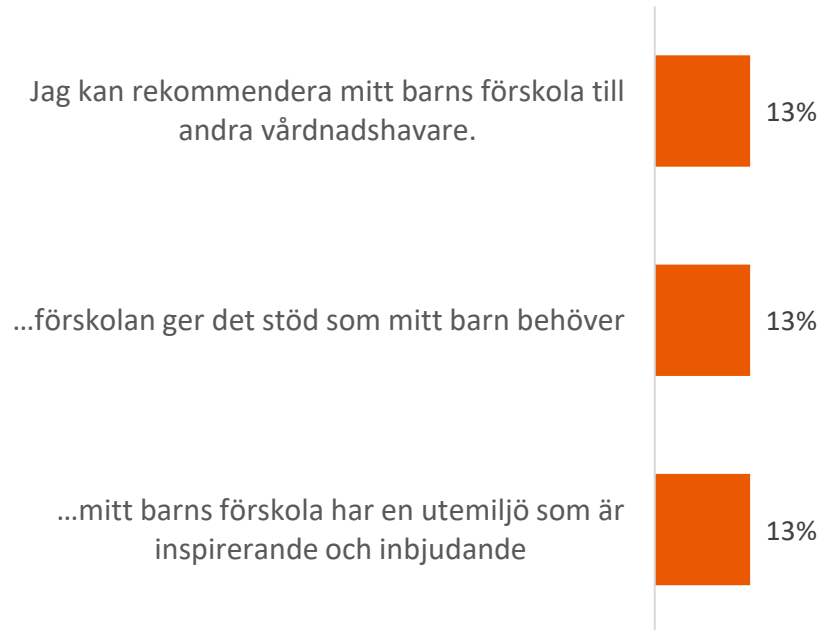 Jag kan rekommendera mitt barns förskola till
andra vårdnadshavare.
13%
...förskolan ger det stöd som mitt barn behöver
13%
...mitt barns förskola har en utemiljö som är
inspirerande och inbjudande
13%